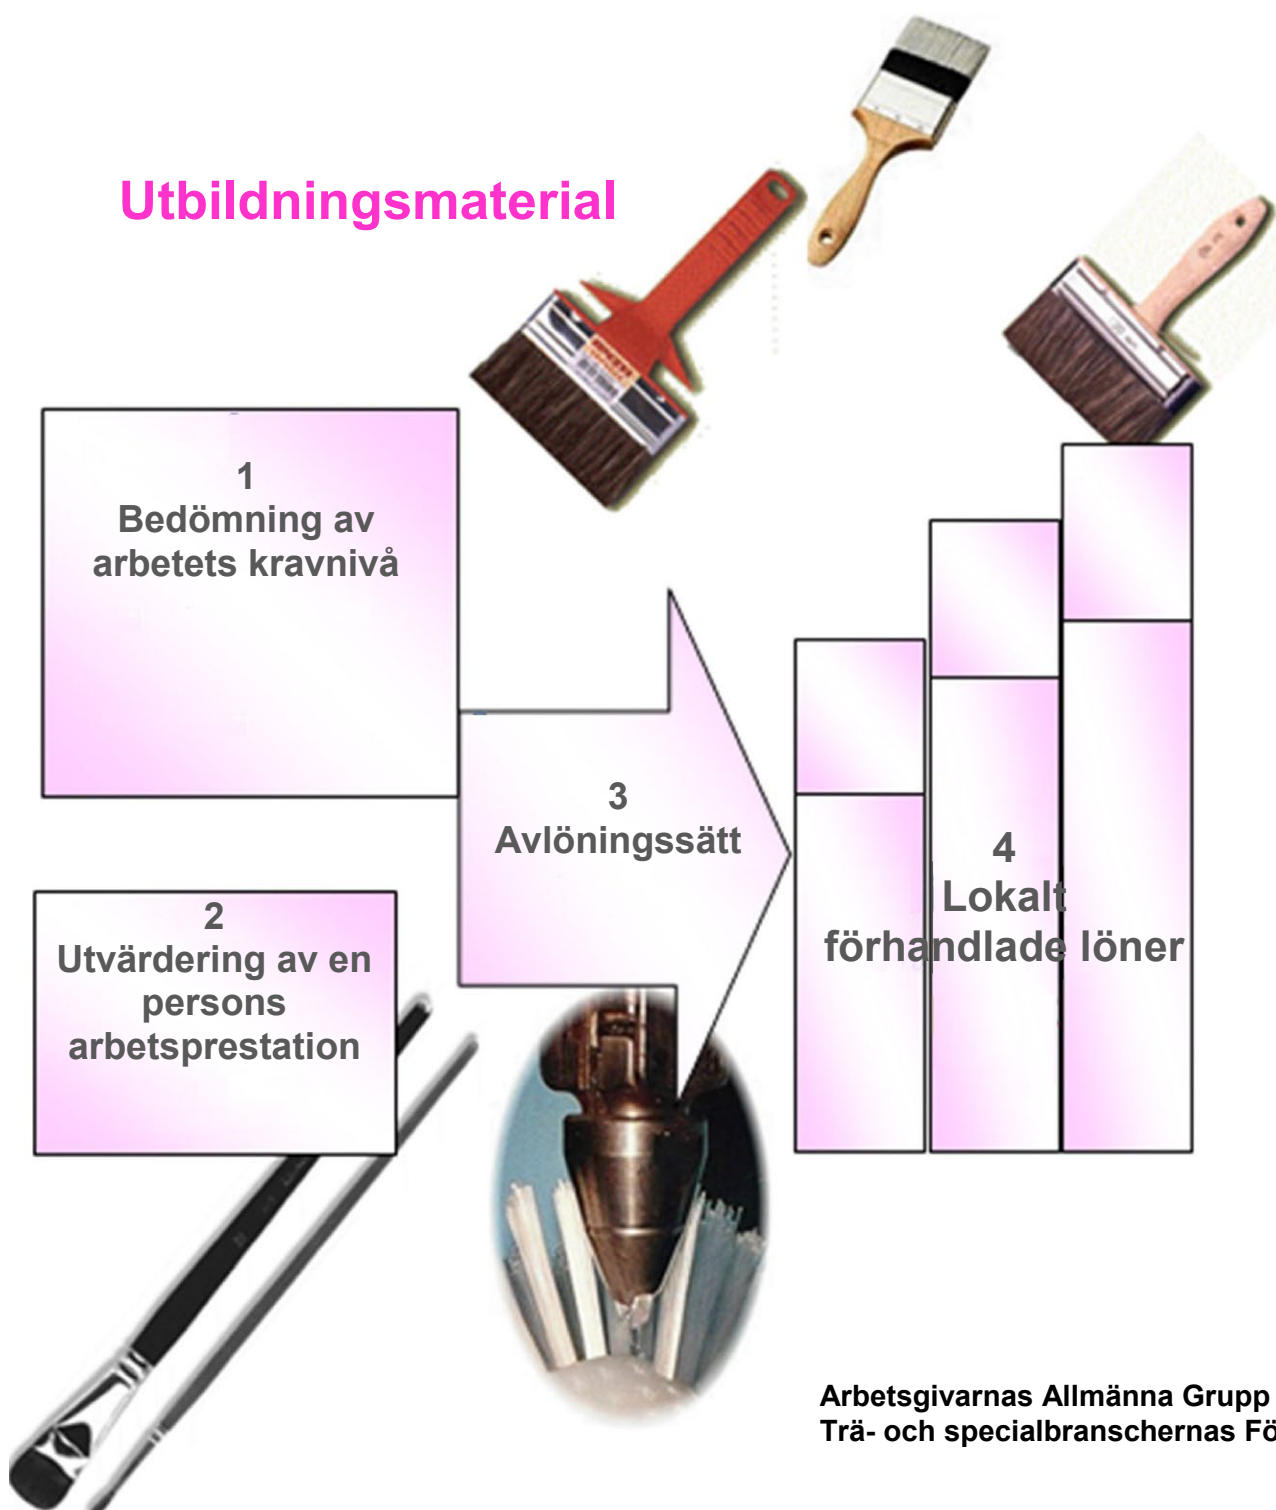 Utbildningsmaterial
1
Bedömning av
arbetets kravnivå
2
Utvärdering av en
persons
arbetsprestation
3
Avlöningssätt
4
Lokalt
förhandlade löner
Arbetsgivarnas Allmänna Grupp
Trä- och specialbranschernas Fö